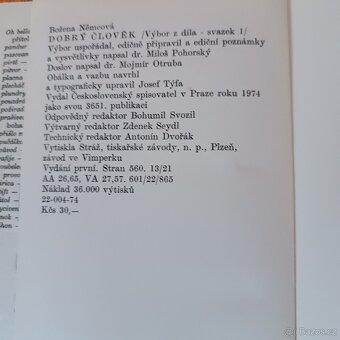 Božena Němcová
DOBRÝ ČLOVĚK /Výbor z díla - svazek 1/
Výbor uspořádal, edičně připravil a ediční poznámky
a vysvětlivky napsal dr. Miloš Pohorský
Doslov napsal dr. Mojmír Otruba
Obálku a vazbu navrhl
a typograficky upravil Josef Týfa
Vydal Československý spisovatel v Praze roku 1974
jako svou 3651. publikaci
Odpovědný redaktor Bohumil Svozil
Výtvarný redaktor Zdenek Seydl
Technický redaktor Antonín Dvořák
Vytiskla Stráž, tiskařské závody, n. p., Plzeň,
závod ve Vimperku
Vydání první. Stran 560. 13/21
AA 26,65, VA 27,57. 601/22/865
Náklad 36.000 výtisků
22-004-74
Kčs 30,—